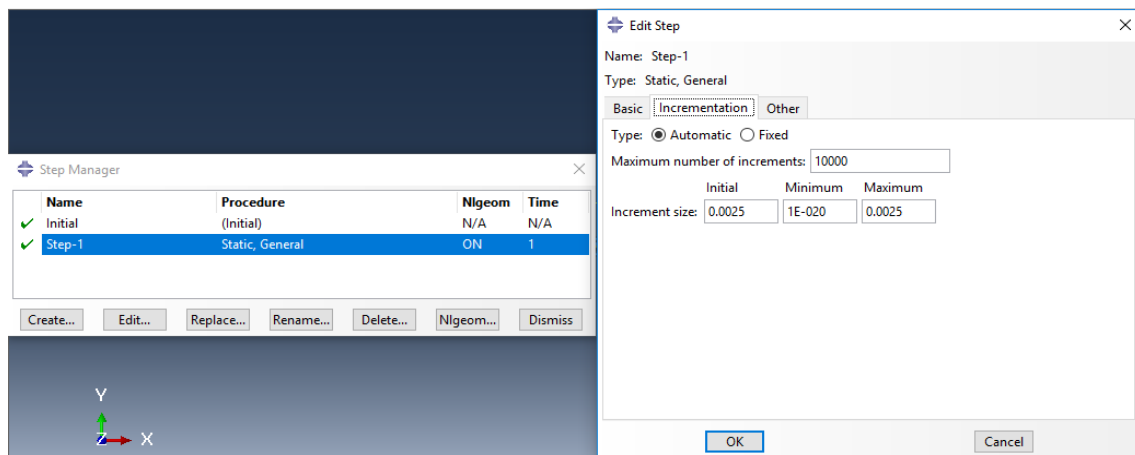 Step Manager
Name Procedure Nlgeom Time
Initial (Initial) N/A N/A
Step-1 Static, General ON 1
Create... Edit... Replace... Rename... Delete... Nlgeom... Dismiss
Y
Z X
Edit Step
Name: Step-1
Type: Static, General
Basic Incrementation Other
Type: Automatic Fixed
Maximum number of increments: 10000
Initial Minimum Maximum
Increment size: 0.0025 1E-020 0.0025
OK Cancel